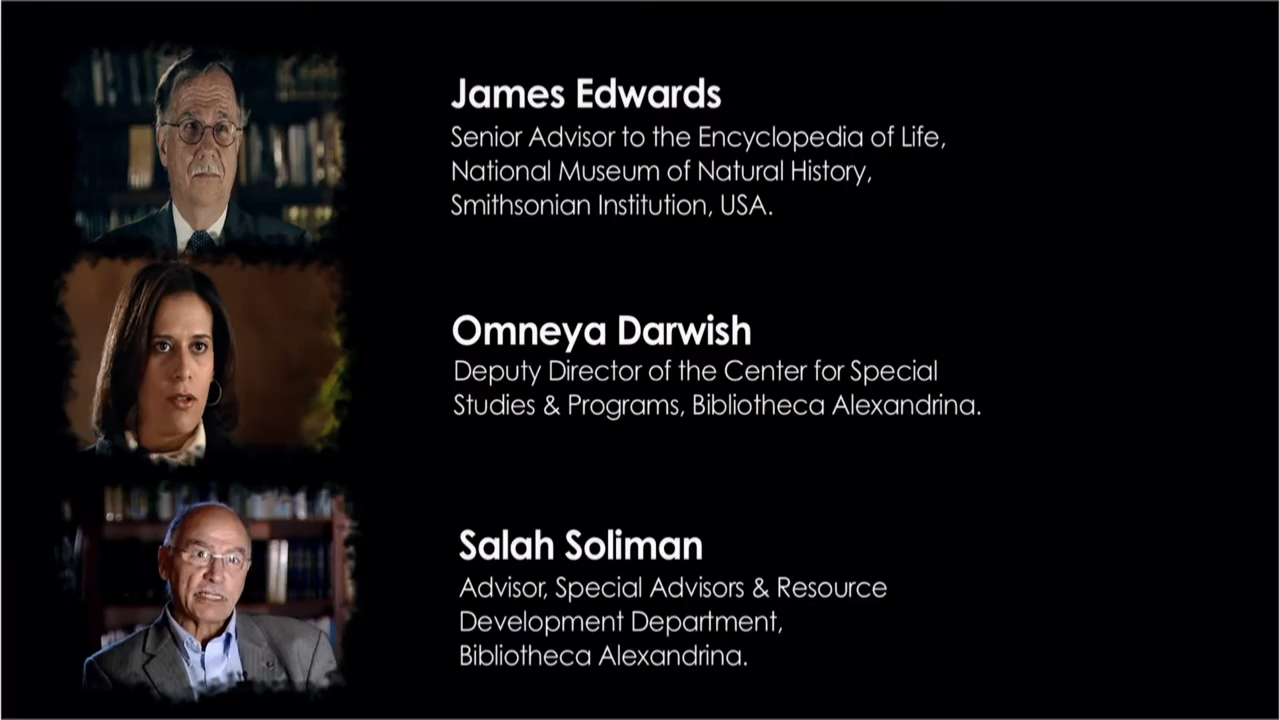 James Edwards
Senior Advisor to the Encyclopedia of Life,
National Museum of Natural History,
Smithsonian Institution, USA.
Omneya Darwish
Deputy Director of the Center for Special
Studies & Programs, Bibliotheca Alexandrina.
Salah Soliman
Advisor, Special Advisors & Resource
Development Department,
Bibliotheca Alexandrina.